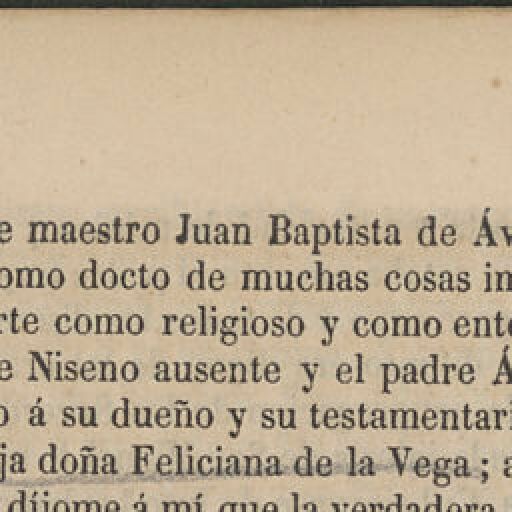 e maestro Juan Baptista de Áv
omo docto de muchas cosas im
rte como religioso y como ente
e Niseno ausente y el padre Á
o á su dueño y su testamentari
ja doña Feliciana de la Vega; a
díjome á mí que la verdadera